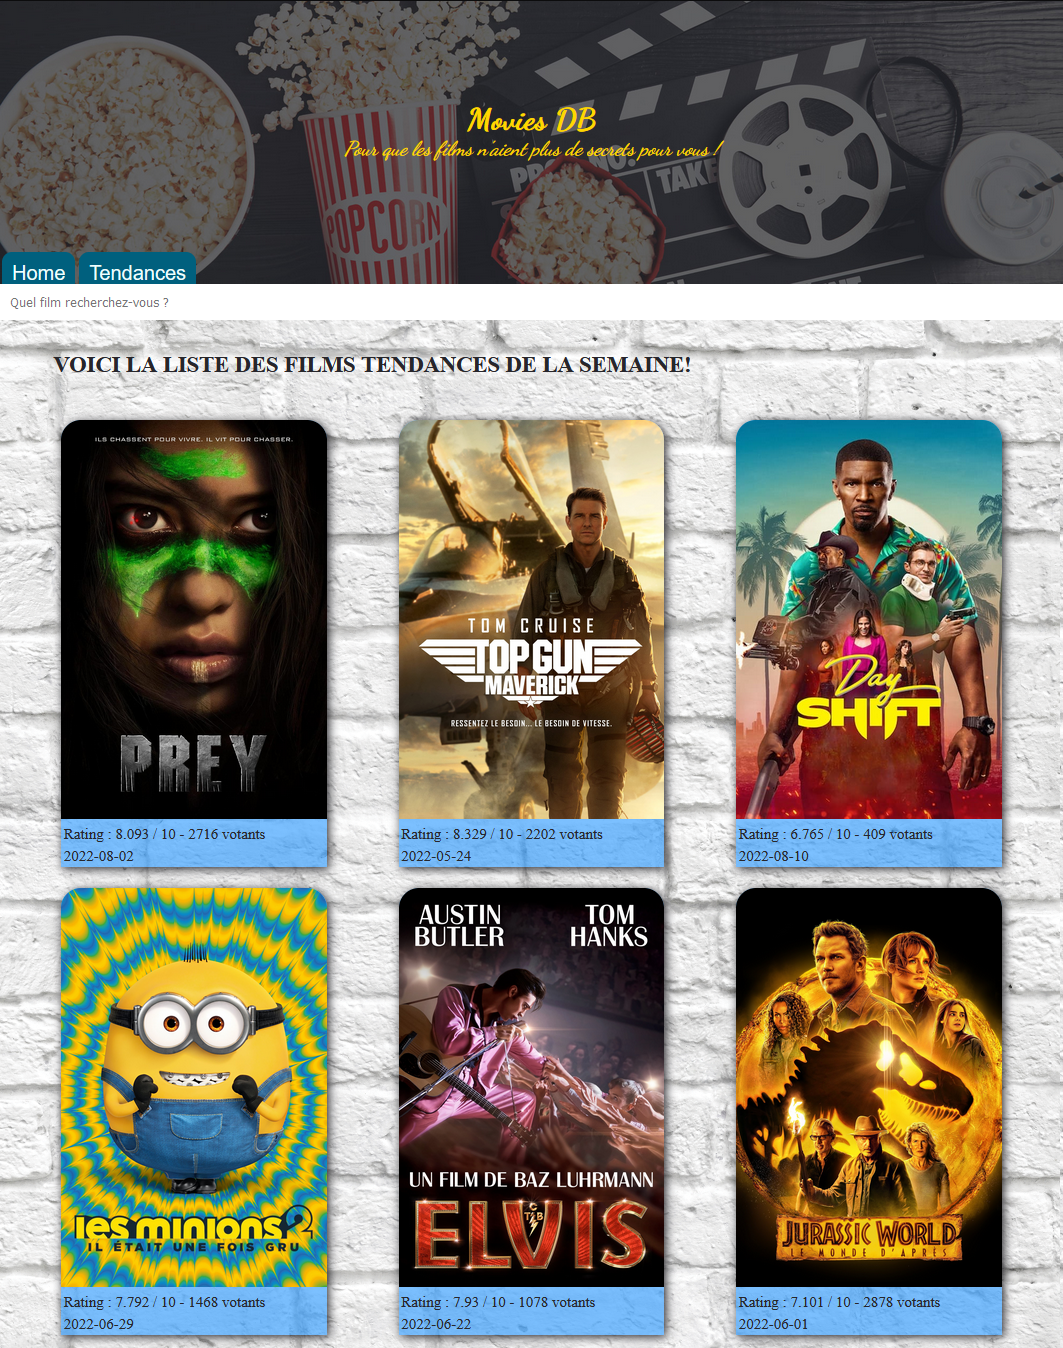 Movies DB
Pour que les films n'aient plus de secrets pour vous !
POPCORN
TAKE
Home
Tendances
Quel film recherchez-vous ?
VOICI LA LISTE DES FILMS TENDANCES DE LA SEMAINE!
ILS CHASSENT POUR VIVRE. IL VIT POUR CHASSER.
PREY
Rating : 8.093 / 10 - 2716 votants
2022-08-02
TOM CRUISE
TOP GUN
MAVERICK
RESSENTEZ LE BESOIN... LE BESOIN DE VITESSE.
Rating : 8.329 / 10 - 2202 votants
2022-05-24
Day
SHIFT
Rating : 6.765 / 10 - 409 votants
2022-08-10
les minions 2
IL ÉTAIT UNE FOIS GRU
Rating : 7.792 / 10 - 1468 votants
2022-06-29
AUSTIN BUTLER
TOM HANKS
UN FILM DE BAZ LUHRMANN
ELVIS
Rating : 7.93 / 10 - 1078 votants
2022-06-22
JURASSIC WORLD
LE MONDE D'APRÈS
Rating : 7.101 / 10 - 2878 votants
2022-06-01